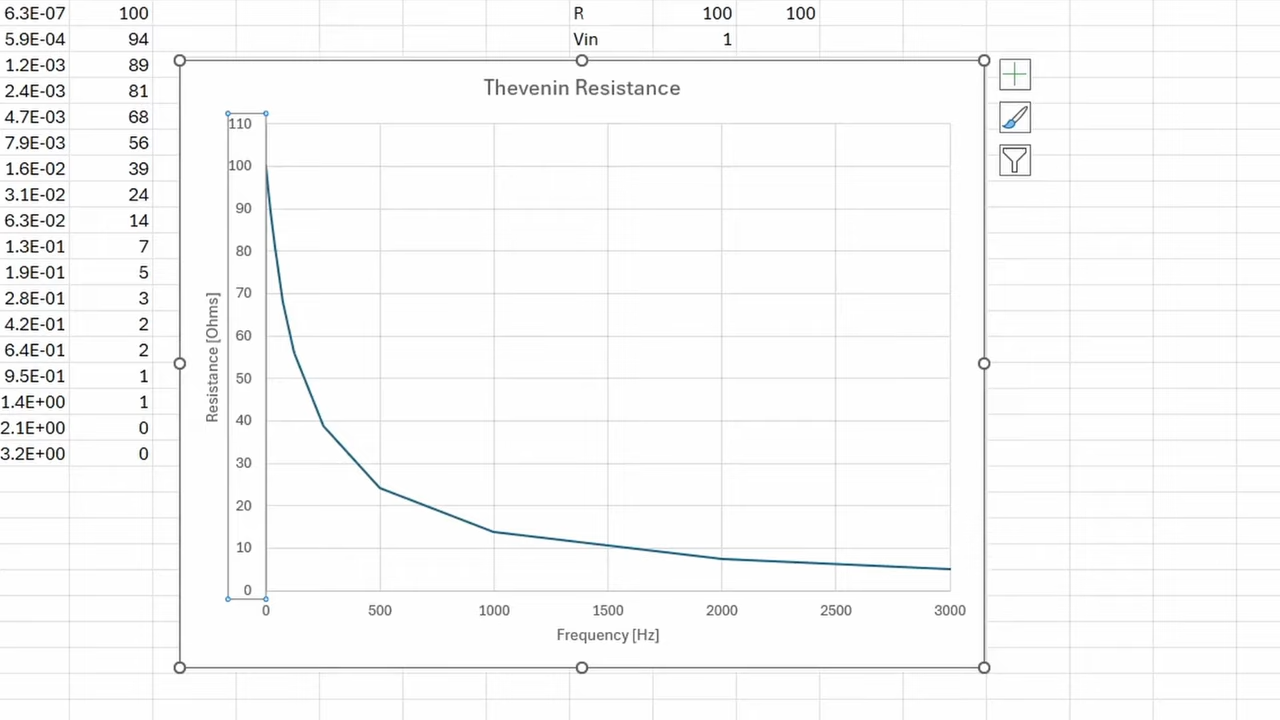 6.3E-07 100 R 100 100
5.9E-04 94 Vin 1
1.2E-03 89
2.4E-03 81
4.7E-03 68
7.9E-03 56
1.6E-02 39
3.1E-02 24
6.3E-02 14
1.3E-01 7
1.9E-01 5
2.8E-01 3
4.2E-01 2
6.4E-01 2
9.5E-01 1
1.4E+00 1
2.1E+00 0
3.2E+00 0
Thevenin Resistance
Resistance [Ohms]
110
100
90
80
70
60
50
40
30
20
10
0
0 500 1000 1500 2000 2500 3000
Frequency [Hz]